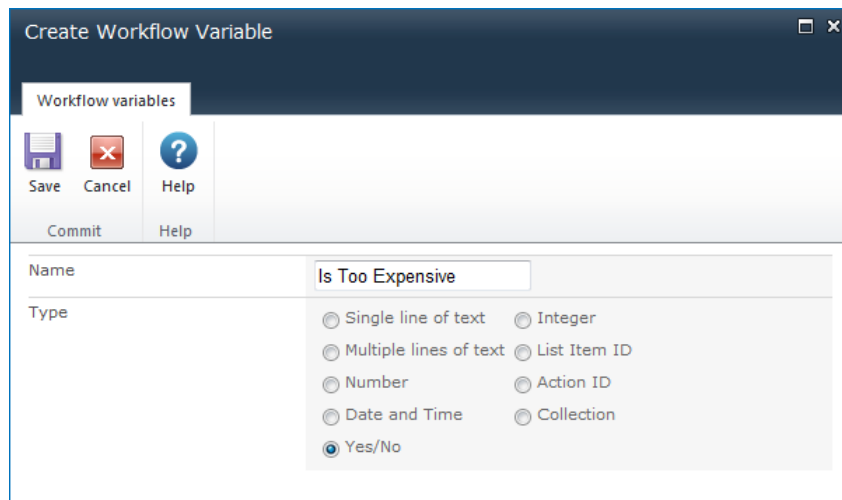 Create Workflow Variable
Workflow variables
Save Cancel Help
Commit Help
Name Is Too Expensive
Type
Single line of text Integer
Multiple lines of text List Item ID
Number Action ID
Date and Time Collection
Yes/No